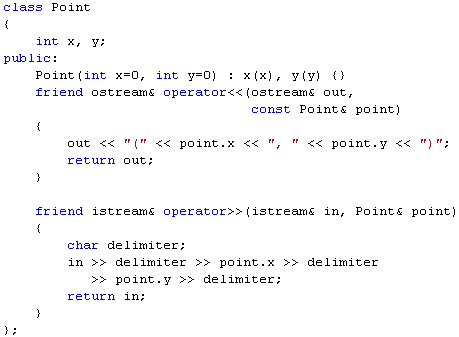 class Point
{
    int x, y;
public:
    Point(int x=0, int y=0) : x(x), y(y) {}
    friend ostream& operator<<(ostream& out,
                               const Point& point)
    {
        out << "(" << point.x << ", " << point.y << ")";
        return out;
    }

    friend istream& operator>>(istream& in, Point& point)
    {
        char delimiter;
        in >> delimiter >> point.x >> delimiter
           >> point.y >> delimiter;
        return in;
    }
};